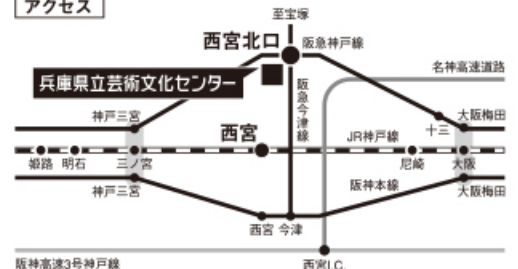 アクセス
至宝塚
西宮北口
阪急神戸線
兵庫県立芸術文化センター
名神高速道路
阪急今津線
神戸三宮
十三
大阪梅田
西宮
JR神戸線
姫路
明石
三ノ宮
尼崎
大阪
神戸三宮
阪神本線
大阪梅田
西宮
今津
阪神高速3号神戸線
西宮I.C.